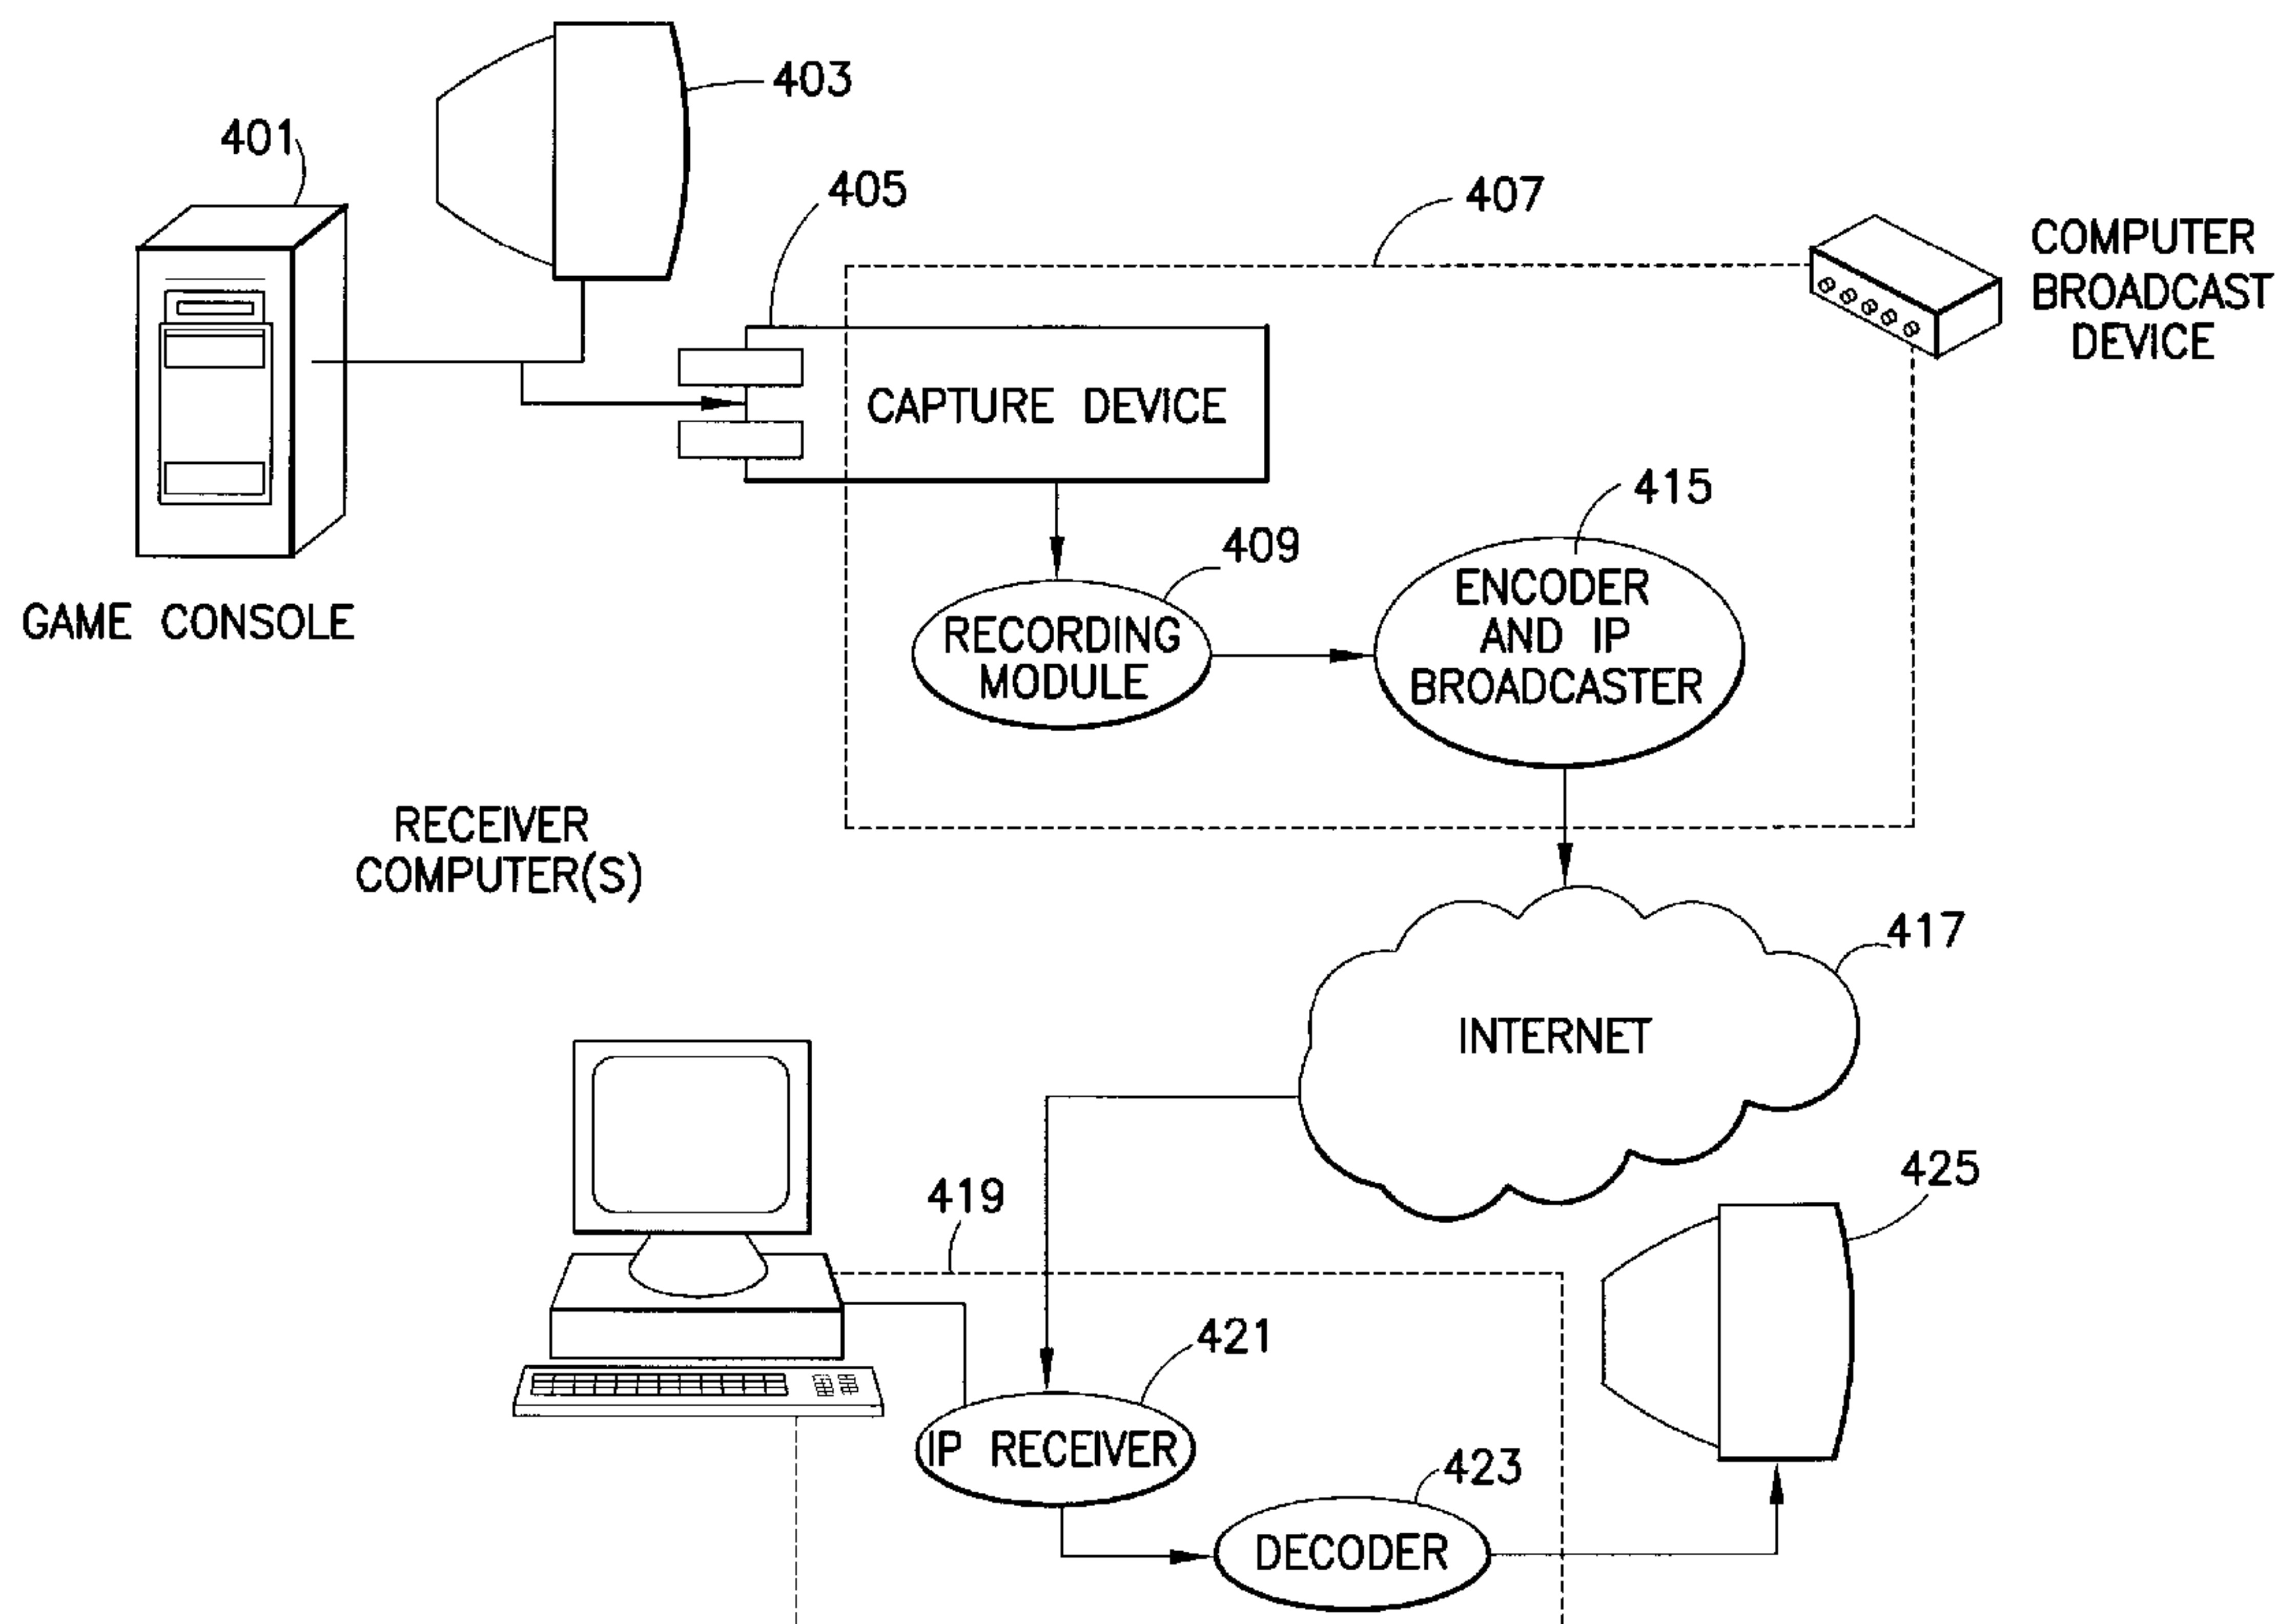 403
401
405
407
COMPUTER
BROADCAST
DEVICE
CAPTURE DEVICE
415
409
ENCODER
AND IP
BROADCASTER
GAME CONSOLE
RECORDING
MODULE
RECEIVER
COMPUTER(S)
417
INTERNET
425
419
421
IP RECEIVER
423
DECODER